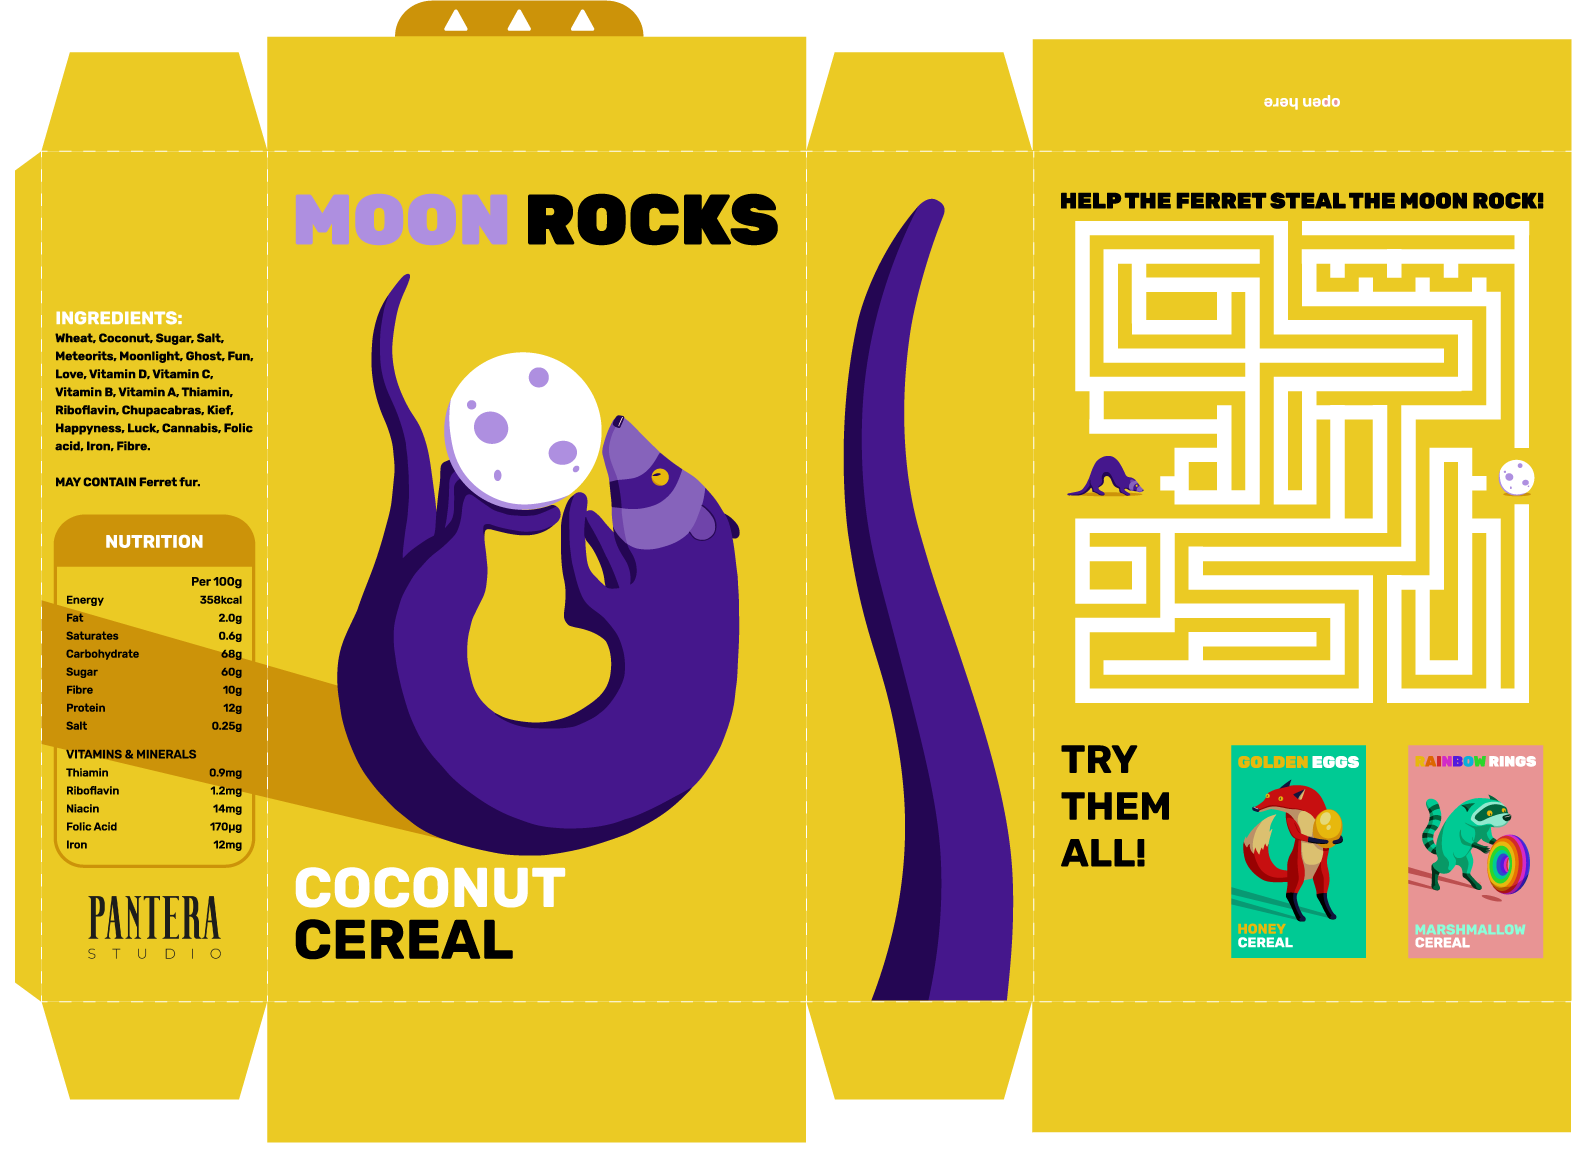 open here
MOON ROCKS
HELP THE FERRET STEAL THE MOON ROCK!
INGREDIENTS:
Wheat, Coconut, Sugar, Salt,
Meteorits, Moonlight, Ghost, Fun,
Love, Vitamin D, Vitamin C,
Vitamin B, Vitamin A, Thiamin,
Riboflavin, Chupacabras, Kief,
Happyness, Luck, Cannabis, Folic
acid, Iron, Fibre.
MAY CONTAIN Ferret fur.
NUTRITION
Per 100g
Energy 358kcal
Fat 2.0g
Saturates 0.6g
Carbohydrate 68g
Sugar 60g
Fibre 10g
Protein 12g
Salt 0.25g
VITAMINS & MINERALS
Thiamin 0.9mg
Riboflavin 1.2mg
Niacin 14mg
Folic Acid 170µg
Iron 12mg
PANTERA
STUDIO
COCONUT
CEREAL
TRY
THEM
ALL!
GOLDEN EGGS
HONEY
CEREAL
RAINBOW RINGS
MARSHMALLOW
CEREAL